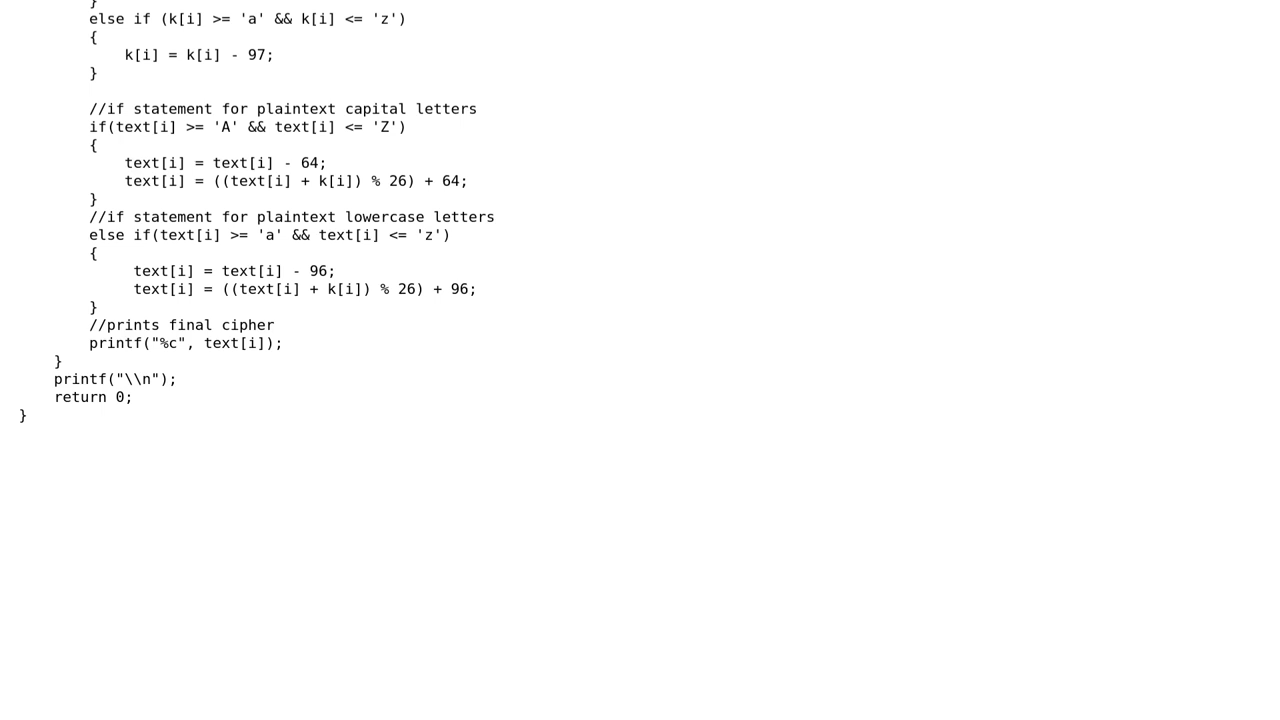 }
        else if (k[i] >= 'a' && k[i] <= 'z')
        {
            k[i] = k[i] - 97;
        }

        //if statement for plaintext capital letters
        if(text[i] >= 'A' && text[i] <= 'Z')
        {
            text[i] = text[i] - 64;
            text[i] = ((text[i] + k[i]) % 26) + 64;
        }
        //if statement for plaintext lowercase letters
        else if(text[i] >= 'a' && text[i] <= 'z')
        {
             text[i] = text[i] - 96;
             text[i] = ((text[i] + k[i]) % 26) + 96;
        }
        //prints final cipher
        printf("%c", text[i]);
    }
    printf("\\n");
    return 0;
}